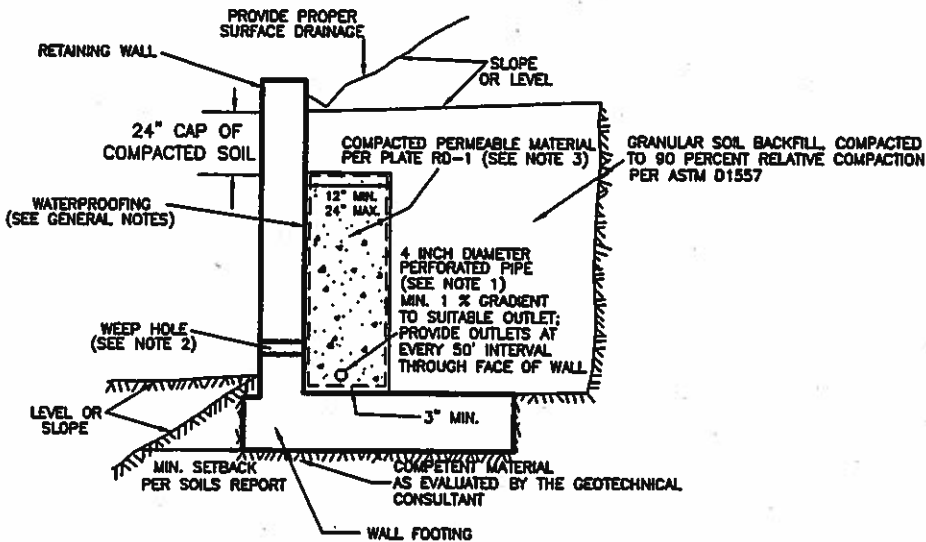 PROVIDE PROPER
SURFACE DRAINAGE
RETAINING WALL
SLOPE
OR LEVEL
24" CAP OF
COMPACTED SOIL
COMPACTED PERMEABLE MATERIAL
PER PLATE RD-1 (SEE NOTE 3)
GRANULAR SOIL BACKFILL, COMPACTED
TO 90 PERCENT RELATIVE COMPACTION
PER ASTM D1557
12" MIN.
24" MAX.
WATERPROOFING
(SEE GENERAL NOTES)
4 INCH DIAMETER
PERFORATED PIPE
(SEE NOTE 1)
MIN. 1 % GRADIENT
TO SUITABLE OUTLET;
PROVIDE OUTLETS AT
EVERY 50' INTERVAL
THROUGH FACE OF WALL
WEEP HOLE
(SEE NOTE 2)
LEVEL OR
SLOPE
3" MIN.
MIN. SETBACK
PER SOILS REPORT
COMPETENT MATERIAL
AS EVALUATED BY THE GEOTECHNICAL
CONSULTANT
WALL FOOTING